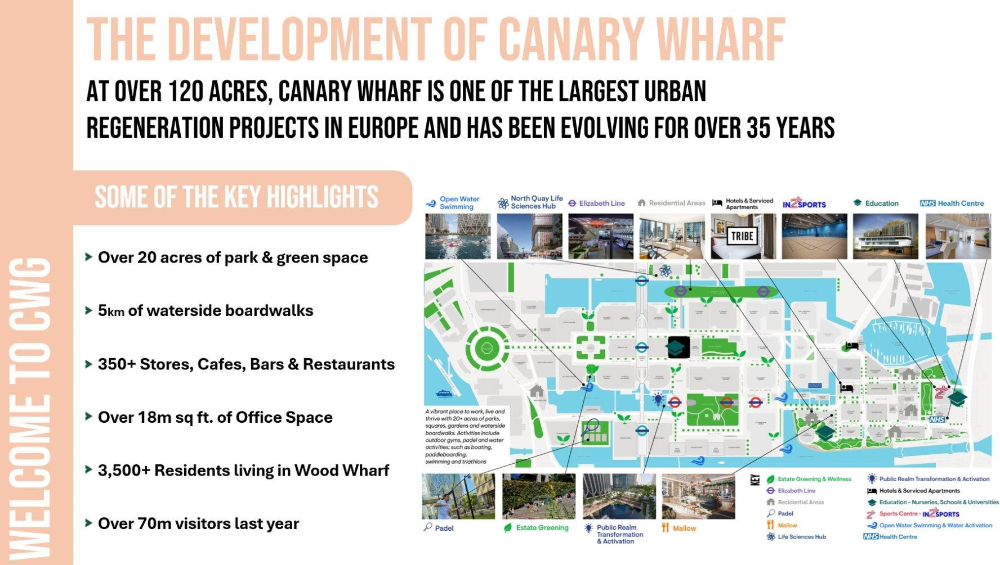 THE DEVELOPMENT OF CANARY WHARF
AT OVER 120 ACRES, CANARY WHARF IS ONE OF THE LARGEST URBAN
REGENERATION PROJECTS IN EUROPE AND HAS BEEN EVOLVING FOR OVER 35 YEARS
WELCOME TO CWG
SOME OF THE KEY HIGHLIGHTS
Over 20 acres of park & green space
5km of waterside boardwalks
350+ Stores, Cafes, Bars & Restaurants
Over 18m sq ft. of Office Space
3,500+ Residents living in Wood Wharf
Over 70m visitors last year
Open Water
Swimming
North Quay Life
Sciences Hub
Elizabeth Line
Residential Areas
Hotels & Serviced
Apartments
IN2SPORTS
Education
NHS Health Centre
TRIBE
A vibrant place to work, live and
thrive with 20+ acres of parks,
squares, gardens and waterside
boardwalks. Activities include
outdoor gyms, padel and water
activities; such as boating,
paddleboarding,
swimming and triathlons
NHS
Padel
Estate Greening
Public Realm
Transformation
& Activation
Mallow
KEY
Estate Greening & Wellness
Elizabeth Line
Residential Areas
Padel
Mallow
Life Sciences Hub
Public Realm Transformation & Activation
Hotels & Serviced Apartments
Education - Nurseries, Schools & Universities
Sports Centre - IN2SPORTS
Open Water Swimming & Water Activation
NHS Health Centre